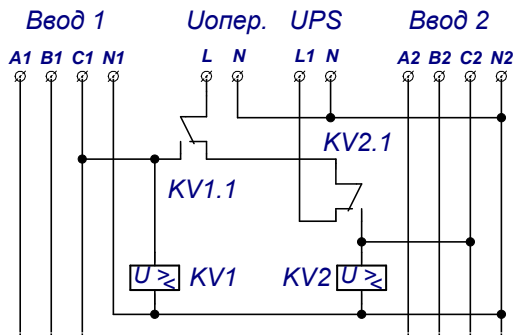 Ввод 1 Uопер. UPS Ввод 2
A1 B1 C1 N1 L N L1 N A2 B2 C2 N2
KV2.1
KV1.1
U >< KV1 KV2 U ><